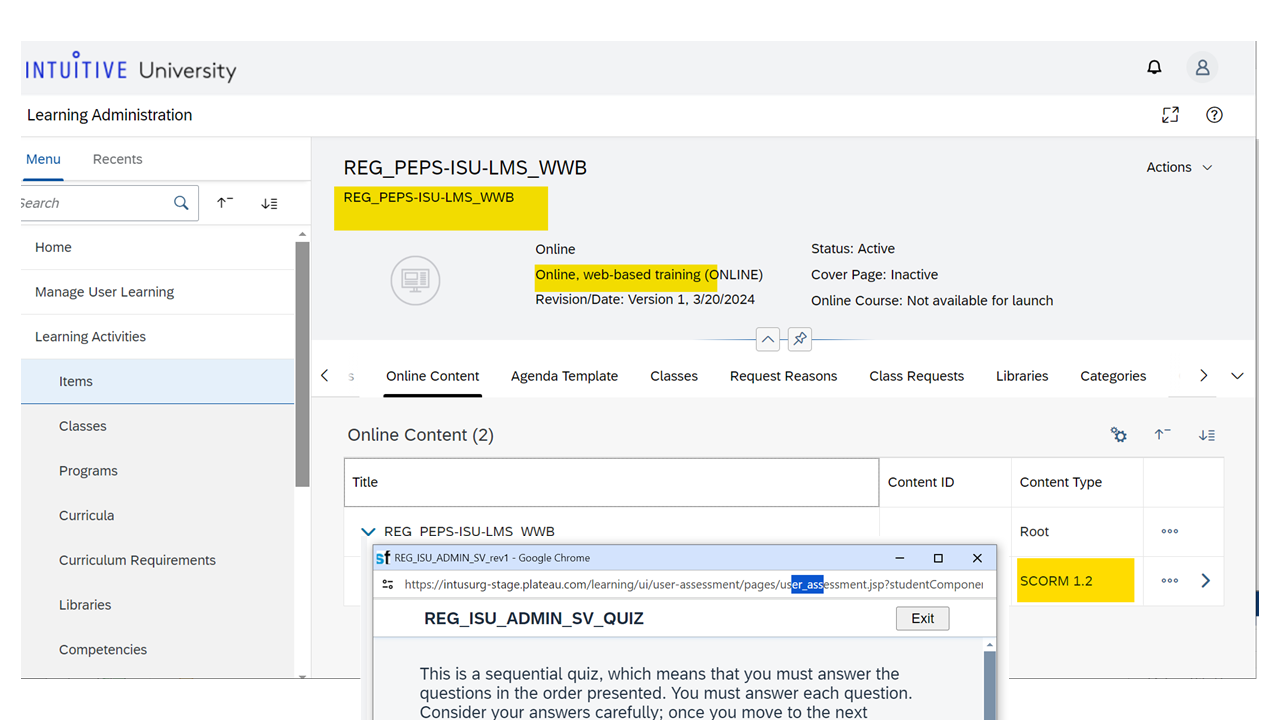 INTUITIVE University
Learning Administration
Menu
Recents
Search
Home
Manage User Learning
Learning Activities
Items
Classes
Programs
Curricula
Curriculum Requirements
Libraries
Competencies
REG_PEPS-ISU-LMS_WWB
Actions
REG_PEPS-ISU-LMS_WWB
Online
Online, web-based training (ONLINE)
Revision/Date: Version 1, 3/20/2024
Status: Active
Cover Page: Inactive
Online Course: Not available for launch
s Online Content Agenda Template Classes Request Reasons Class Requests Libraries Categories
Online Content (2)
Title Content ID Content Type
REG_PEPS-ISU-LMS_WWB Root
SCORM 1.2
sf REG_ISU_ADMIN_SV_rev1 - Google Chrome
https://intusurg-stage.plateau.com/learning/ui/user-assessment/pages/user_assessment.jsp?studentComponen
REG_ISU_ADMIN_SV_QUIZ Exit
This is a sequential quiz, which means that you must answer the
questions in the order presented. You must answer each question.
Consider your answers carefully; once you move to the next